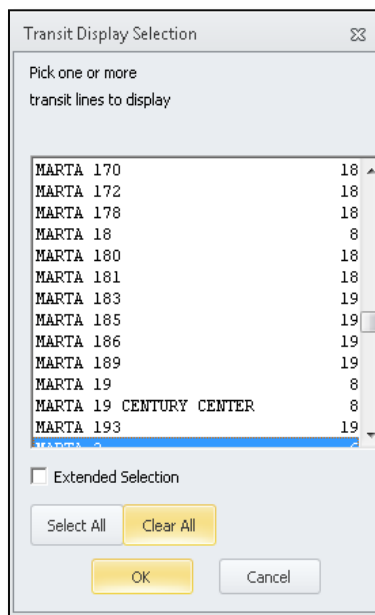 Transit Display Selection
Pick one or more
transit lines to display
MARTA 170 18
MARTA 172 18
MARTA 178 18
MARTA 18 8
MARTA 180 18
MARTA 181 18
MARTA 183 19
MARTA 185 19
MARTA 186 19
MARTA 189 19
MARTA 19 8
MARTA 19 CENTURY CENTER 8
MARTA 193 19
MARTA
Extended Selection
Select All Clear All
OK Cancel